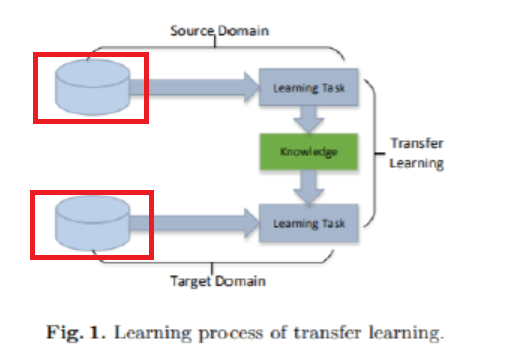 Source Domain
Learning Task
Knowledge
Transfer
Learning
Learning Task
Target Domain
Fig. 1. Learning process of transfer learning.